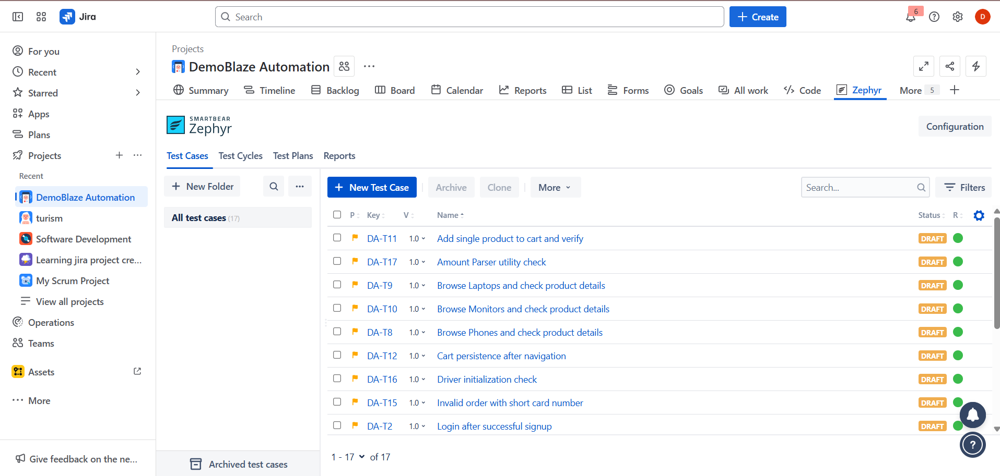 Jira
Search
Create
6
D
For you
Recent
Starred
Apps
Plans
Projects
Recent
DemoBlaze Automation
turism
Software Development
Learning jira project cre...
My Scrum Project
View all projects
Operations
Teams
Assets
More
Give feedback on the ne...
Projects
DemoBlaze Automation
Summary Timeline Backlog Board Calendar Reports List Forms Goals All work Code Zephyr More 5
SMARTBEAR
Zephyr
Configuration
Test Cases Test Cycles Test Plans Reports
New Folder
All test cases (17)
Archived test cases
New Test Case Archive Clone More Search... Filters
P Key V Name Status R
DA-T11 1.0 Add single product to cart and verify DRAFT
DA-T17 1.0 Amount Parser utility check DRAFT
DA-T9 1.0 Browse Laptops and check product details DRAFT
DA-T10 1.0 Browse Monitors and check product details DRAFT
DA-T8 1.0 Browse Phones and check product details DRAFT
DA-T12 1.0 Cart persistence after navigation DRAFT
DA-T16 1.0 Driver initialization check DRAFT
DA-T15 1.0 Invalid order with short card number DRAFT
DA-T2 1.0 Login after successful signup DRAFT
1 - 17 of 17